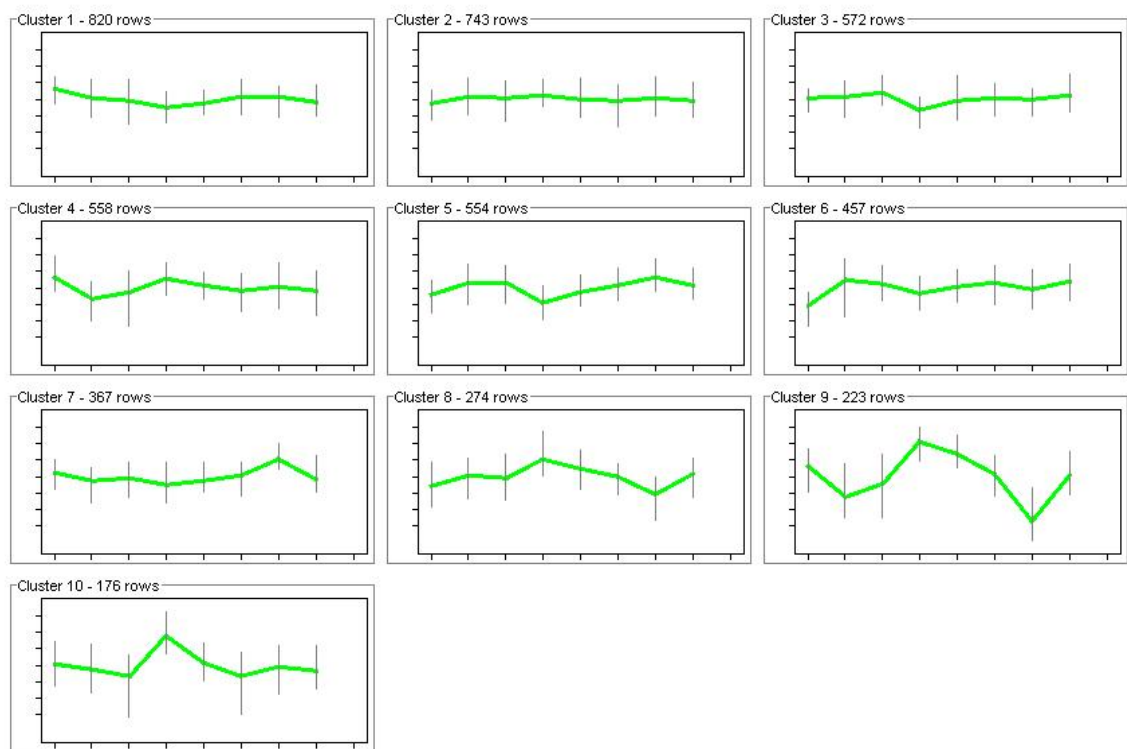 Cluster 1 - 820 rows
Cluster 2 - 743 rows
Cluster 3 - 572 rows
Cluster 4 - 558 rows
Cluster 5 - 554 rows
Cluster 6 - 457 rows
Cluster 7 - 367 rows
Cluster 8 - 274 rows
Cluster 9 - 223 rows
Cluster 10 - 176 rows